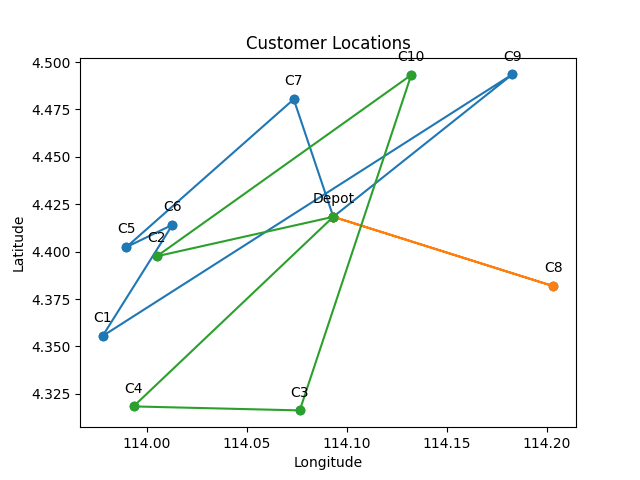 Customer Locations
4.500
4.475
4.450
4.425
4.400
4.375
4.350
4.325
Latitude
C10
C9
C7
Depot
C6
C5
C2
C8
C1
C4
C3
114.00
114.05
114.10
114.15
114.20
Longitude